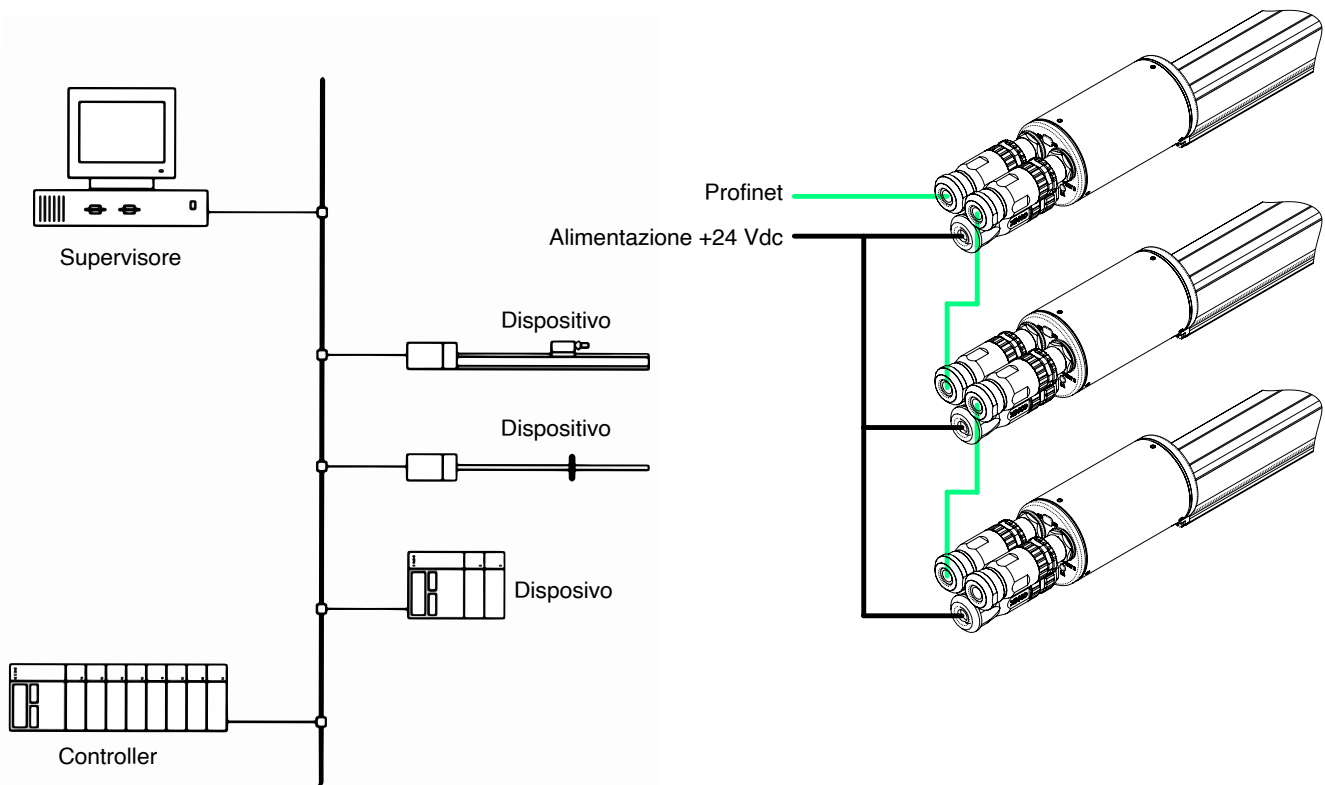 Supervisore
Dispositivo
Dispositivo
Disposivo
Controller
Profinet
Alimentazione +24 Vdc